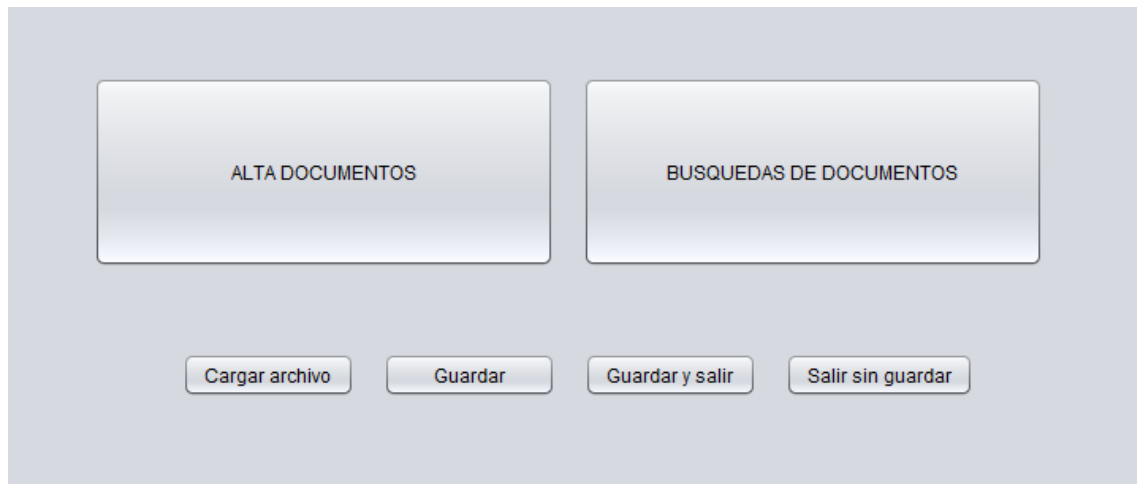 ALTA DOCUMENTOS
BUSQUEDAS DE DOCUMENTOS
Cargar archivo
Guardar
Guardar y salir
Salir sin guardar